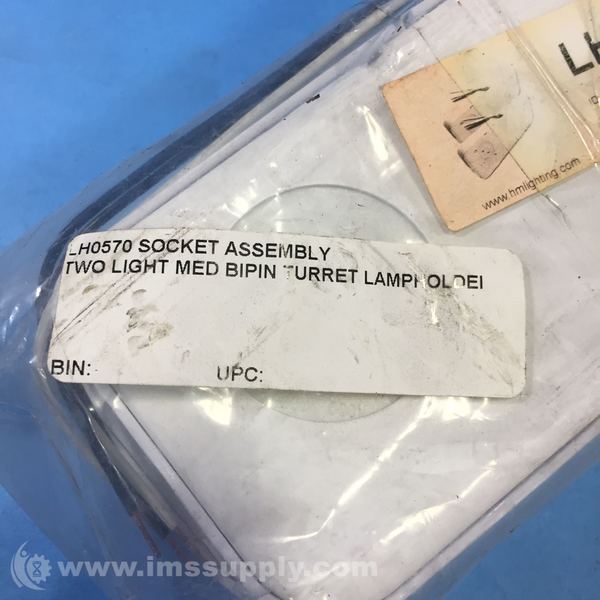 LH
www.hmlighting.com
LH0570 SOCKET ASSEMBLY
TWO LIGHT MED BIPIN TURRET LAMPHOLDEI
BIN:
UPC:
www.imssupply.com